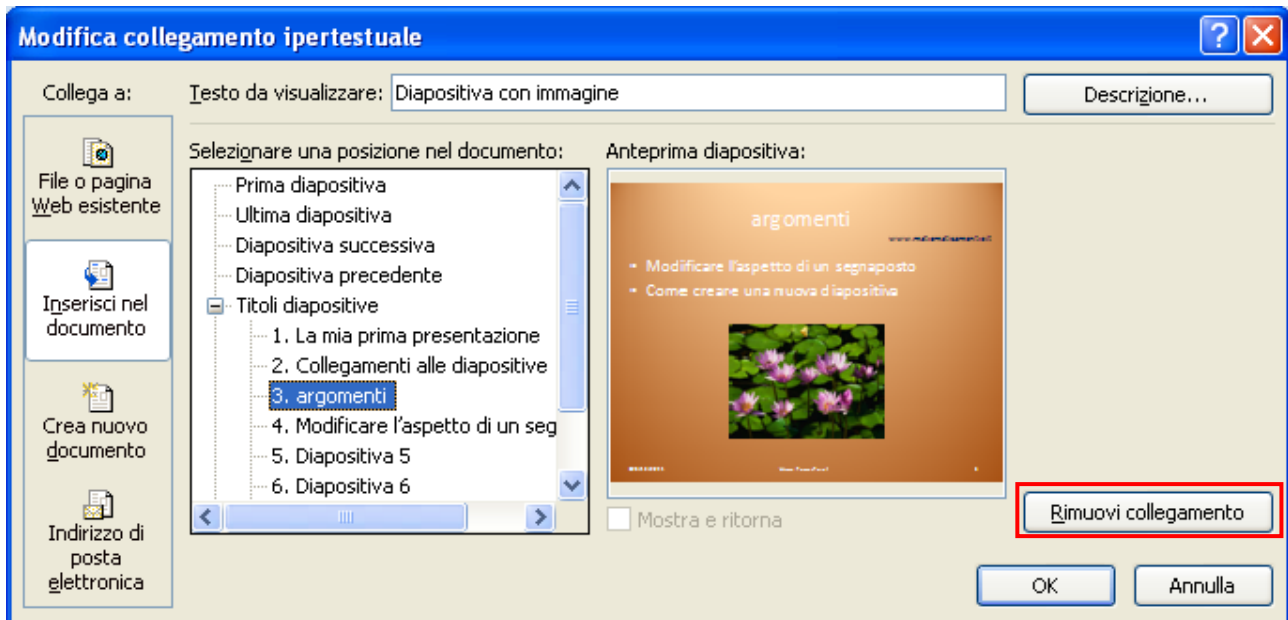 Modifica collegamento ipertestuale
Collega a:
Testo da visualizzare: Diapositiva con immagine
Descrizione...
File o pagina
Web esistente
Inserisci nel
documento
Crea nuovo
documento
Indirizzo di
posta
elettronica
Selezionare una posizione nel documento:
Prima diapositiva
Ultima diapositiva
Diapositiva successiva
Diapositiva precedente
Titoli diapositive
1. La mia prima presentazione
2. Collegamenti alle diapositive
3. argomenti
4. Modificare l'aspetto di un seg
5. Diapositiva 5
6. Diapositiva 6
Anteprima diapositiva:
argomenti
Modificare l'aspetto di un segnaposto
Come creare una nuova diapositiva
Mostra e ritorna
Rimuovi collegamento
OK
Annulla